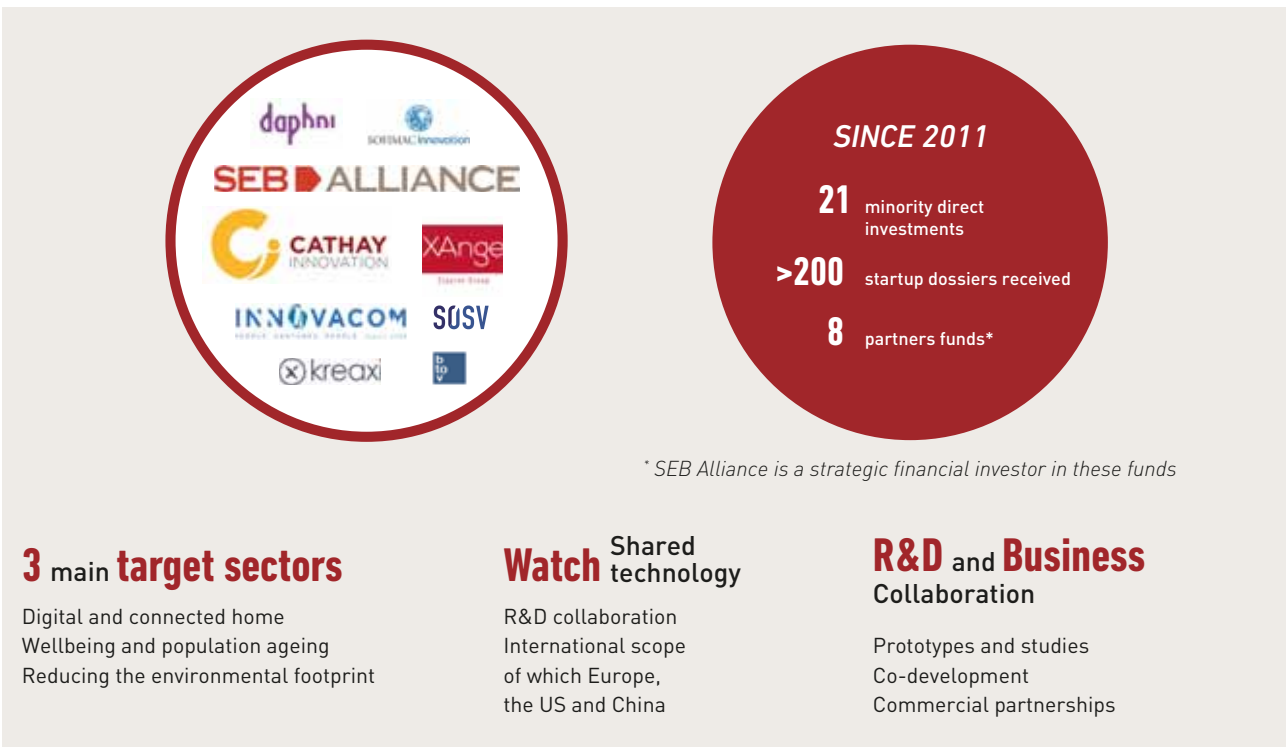 daphni
SOFIMAC innovation
SEB ALLIANCE
CATHAY
INNOVATION
XAnge
INNOVACOM
SOSV
kreaxi
b
to
v
SINCE 2011
21 minority direct
investments
>200 startup dossiers received
8 partners funds*
* SEB Alliance is a strategic financial investor in these funds
3 main target sectors
Digital and connected home
Wellbeing and population ageing
Reducing the environmental footprint
Watch Shared
technology
R&D collaboration
International scope
of which Europe,
the US and China
R&D and Business
Collaboration
Prototypes and studies
Co-development
Commercial partnerships